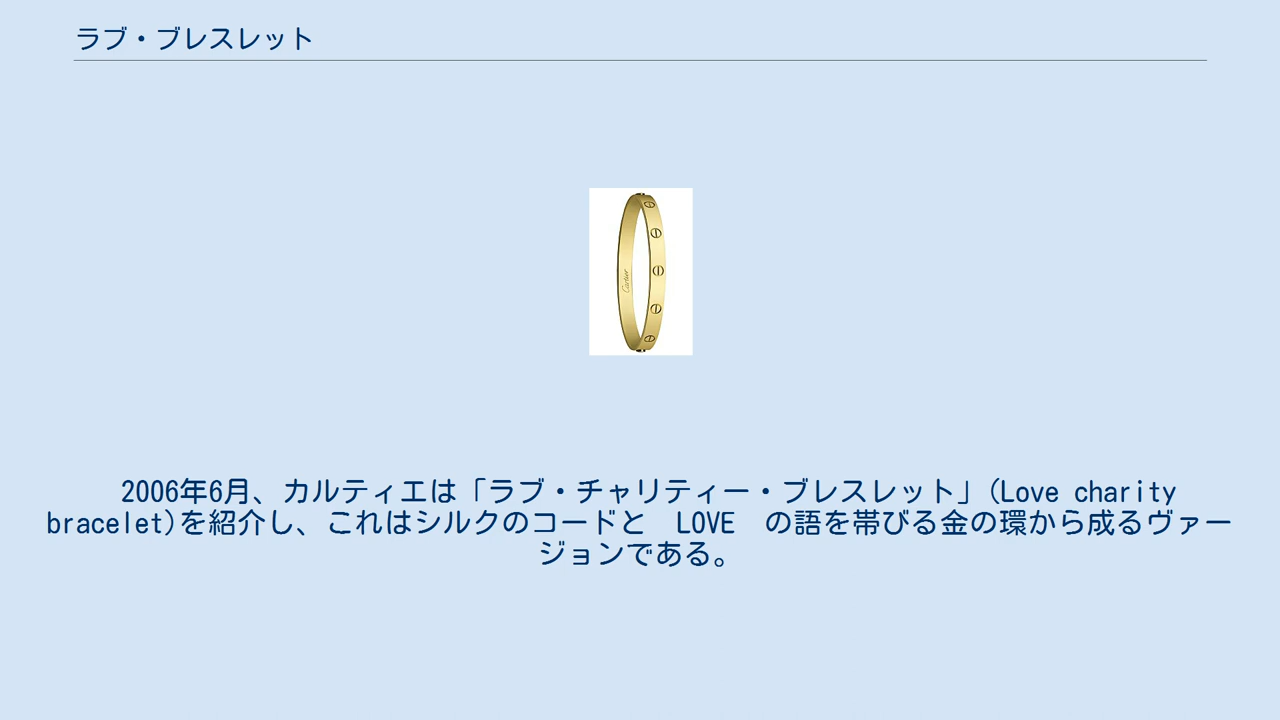 ラブ・ブレスレット
Cartier
2006年6月、カルティエは「ラブ・チャリティー・ブレスレット」(Love charity
bracelet)を紹介し、これはシルクのコードと　LOVE　の語を帯びる金の環から成るヴァー
ジョンである。